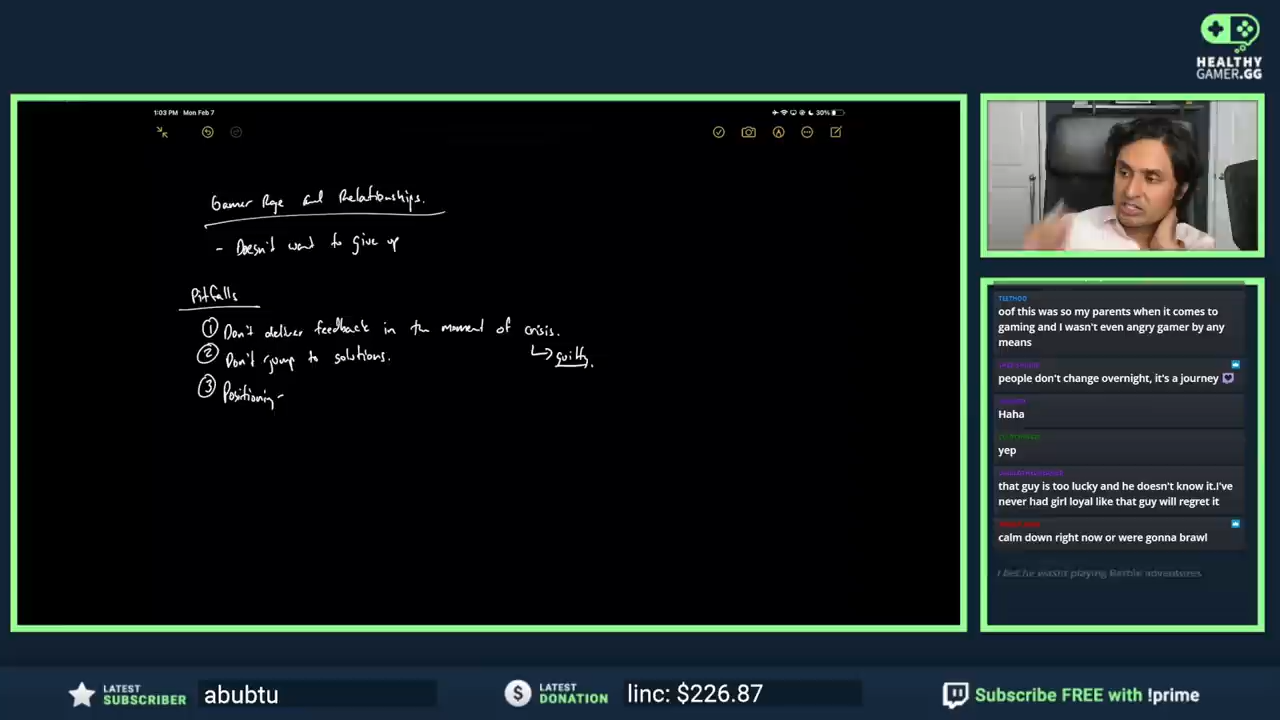 HEALTHY
GAMER.GG
1:03 PM Mon Feb 7
30%
Gamer Rage and Relationships.
- Doesn't want to give up
Pitfalls
① Don't deliver feedback in the moment of crisis.
↳ guilty.
② Don't jump to solutions.
③ Positioning -
TEETHOO
oof this was so my parents when it comes to
gaming and I wasn't even angry gamer by any
means
people don't change overnight, it's a journey
Haha
yep
that guy is too lucky and he doesn't know it.I've
never had girl loyal like that guy will regret it
calm down right now or were gonna brawl
I bet he wasnt playing Barbie adventures
LATEST
SUBSCRIBER
abubtu
$
LATEST
DONATION
linc: $226.87
Subscribe FREE with !prime